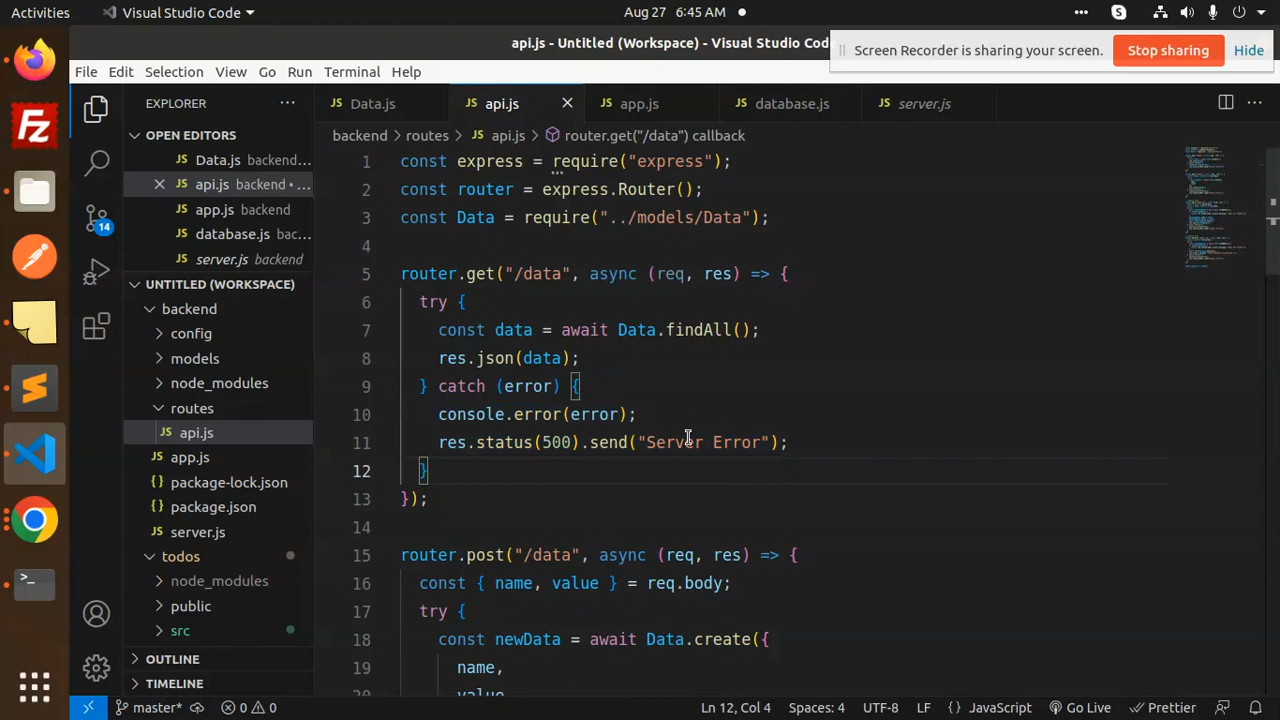 Activities
Visual Studio Code
Aug 27 6:45 AM
api.js - Untitled (Workspace) - Visual Studio Code
Screen Recorder is sharing your screen.
Stop sharing
Hide
File Edit Selection View Go Run Terminal Help
EXPLORER
OPEN EDITORS
Data.js backend...
api.js backend • ...
app.js backend
database.js bac...
server.js backend
UNTITLED (WORKSPACE)
backend
config
models
node_modules
routes
api.js
app.js
package-lock.json
package.json
server.js
todos
node_modules
public
src
OUTLINE
TIMELINE
14
Data.js
api.js
app.js
database.js
server.js
backend > routes > JS api.js > router.get("/data") callback
1 const express = require("express");
2 const router = express.Router();
3 const Data = require("../models/Data");
4
5 router.get("/data", async (req, res) => {
6 try {
7 const data = await Data.findAll();
8 res.json(data);
9 } catch (error) {
10 console.error(error);
11 res.status(500).send("Server Error");
12 }
13 });
14
15 router.post("/data", async (req, res) => {
16 const { name, value } = req.body;
17 try {
18 const newData = await Data.create({
19 name,
20 value
master*
0 0
Ln 12, Col 4
Spaces: 4
UTF-8
LF
{} JavaScript
Go Live
Prettier